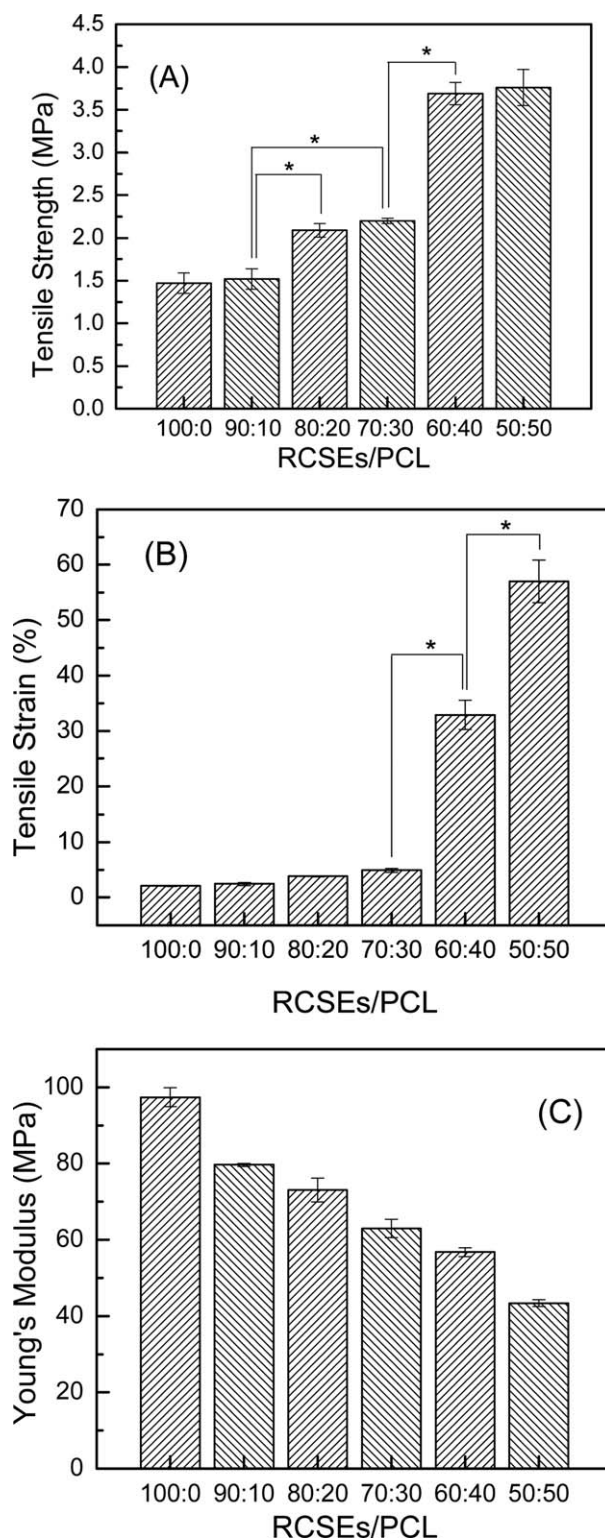 (A)
Tensile Strength (MPa)
4.5
4.0
3.5
3.0
2.5
2.0
1.5
1.0
0.5
0.0
*
*
*
100:0 90:10 80:20 70:30 60:40 50:50
RCSEs/PCL
(B)
Tensile Strain (%)
70
60
50
40
30
20
10
0
*
*
100:0 90:10 80:20 70:30 60:40 50:50
RCSEs/PCL
(C)
Young's Modulus (MPa)
100
80
60
40
20
0
100:0 90:10 80:20 70:30 60:40 50:50
RCSEs/PCL